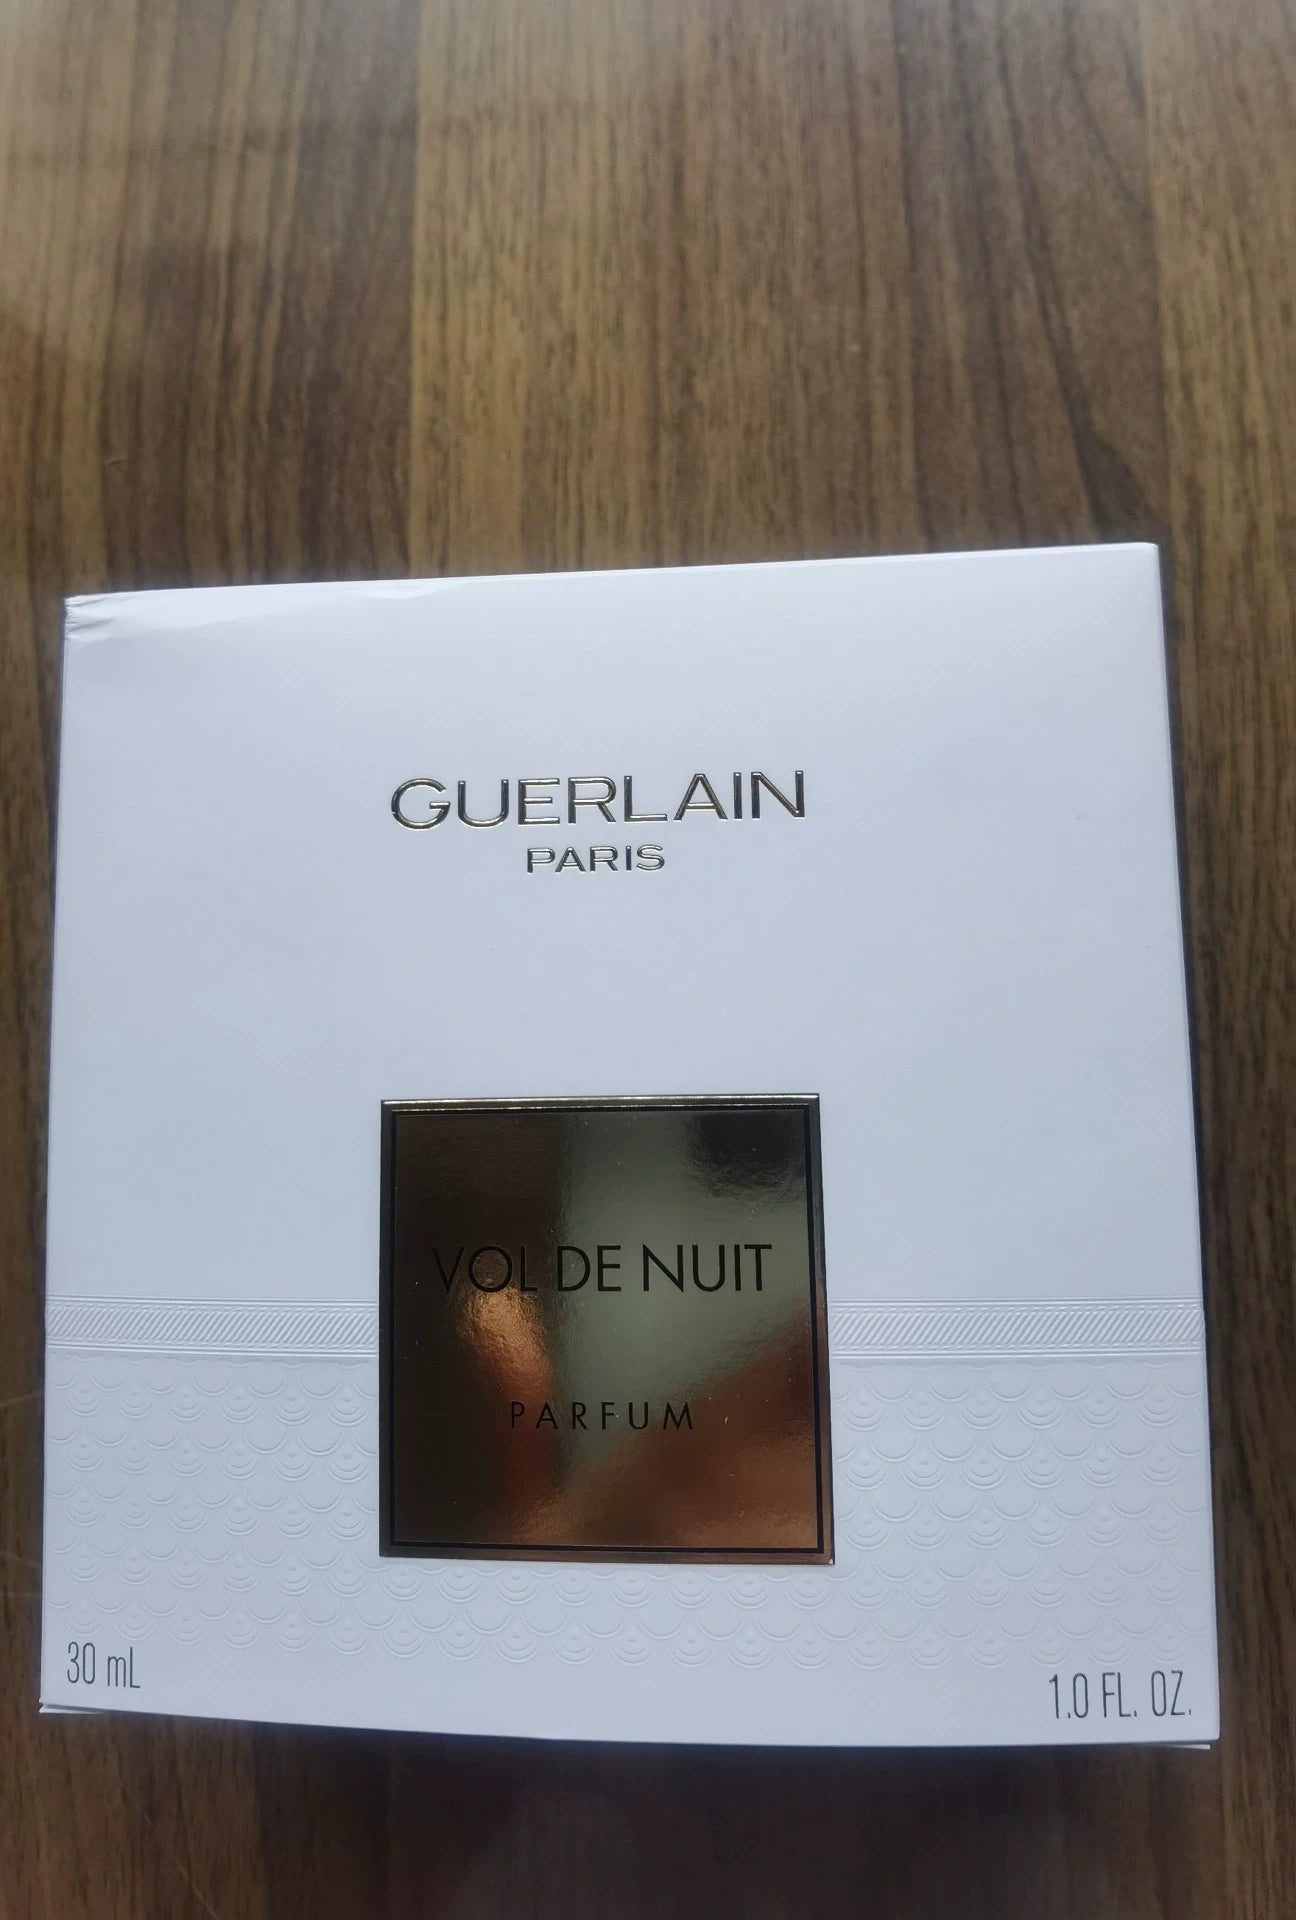 GUERLAIN
PARIS
VOL DE NUIT
PARFUM
30 mL
1.0 FL. OZ.